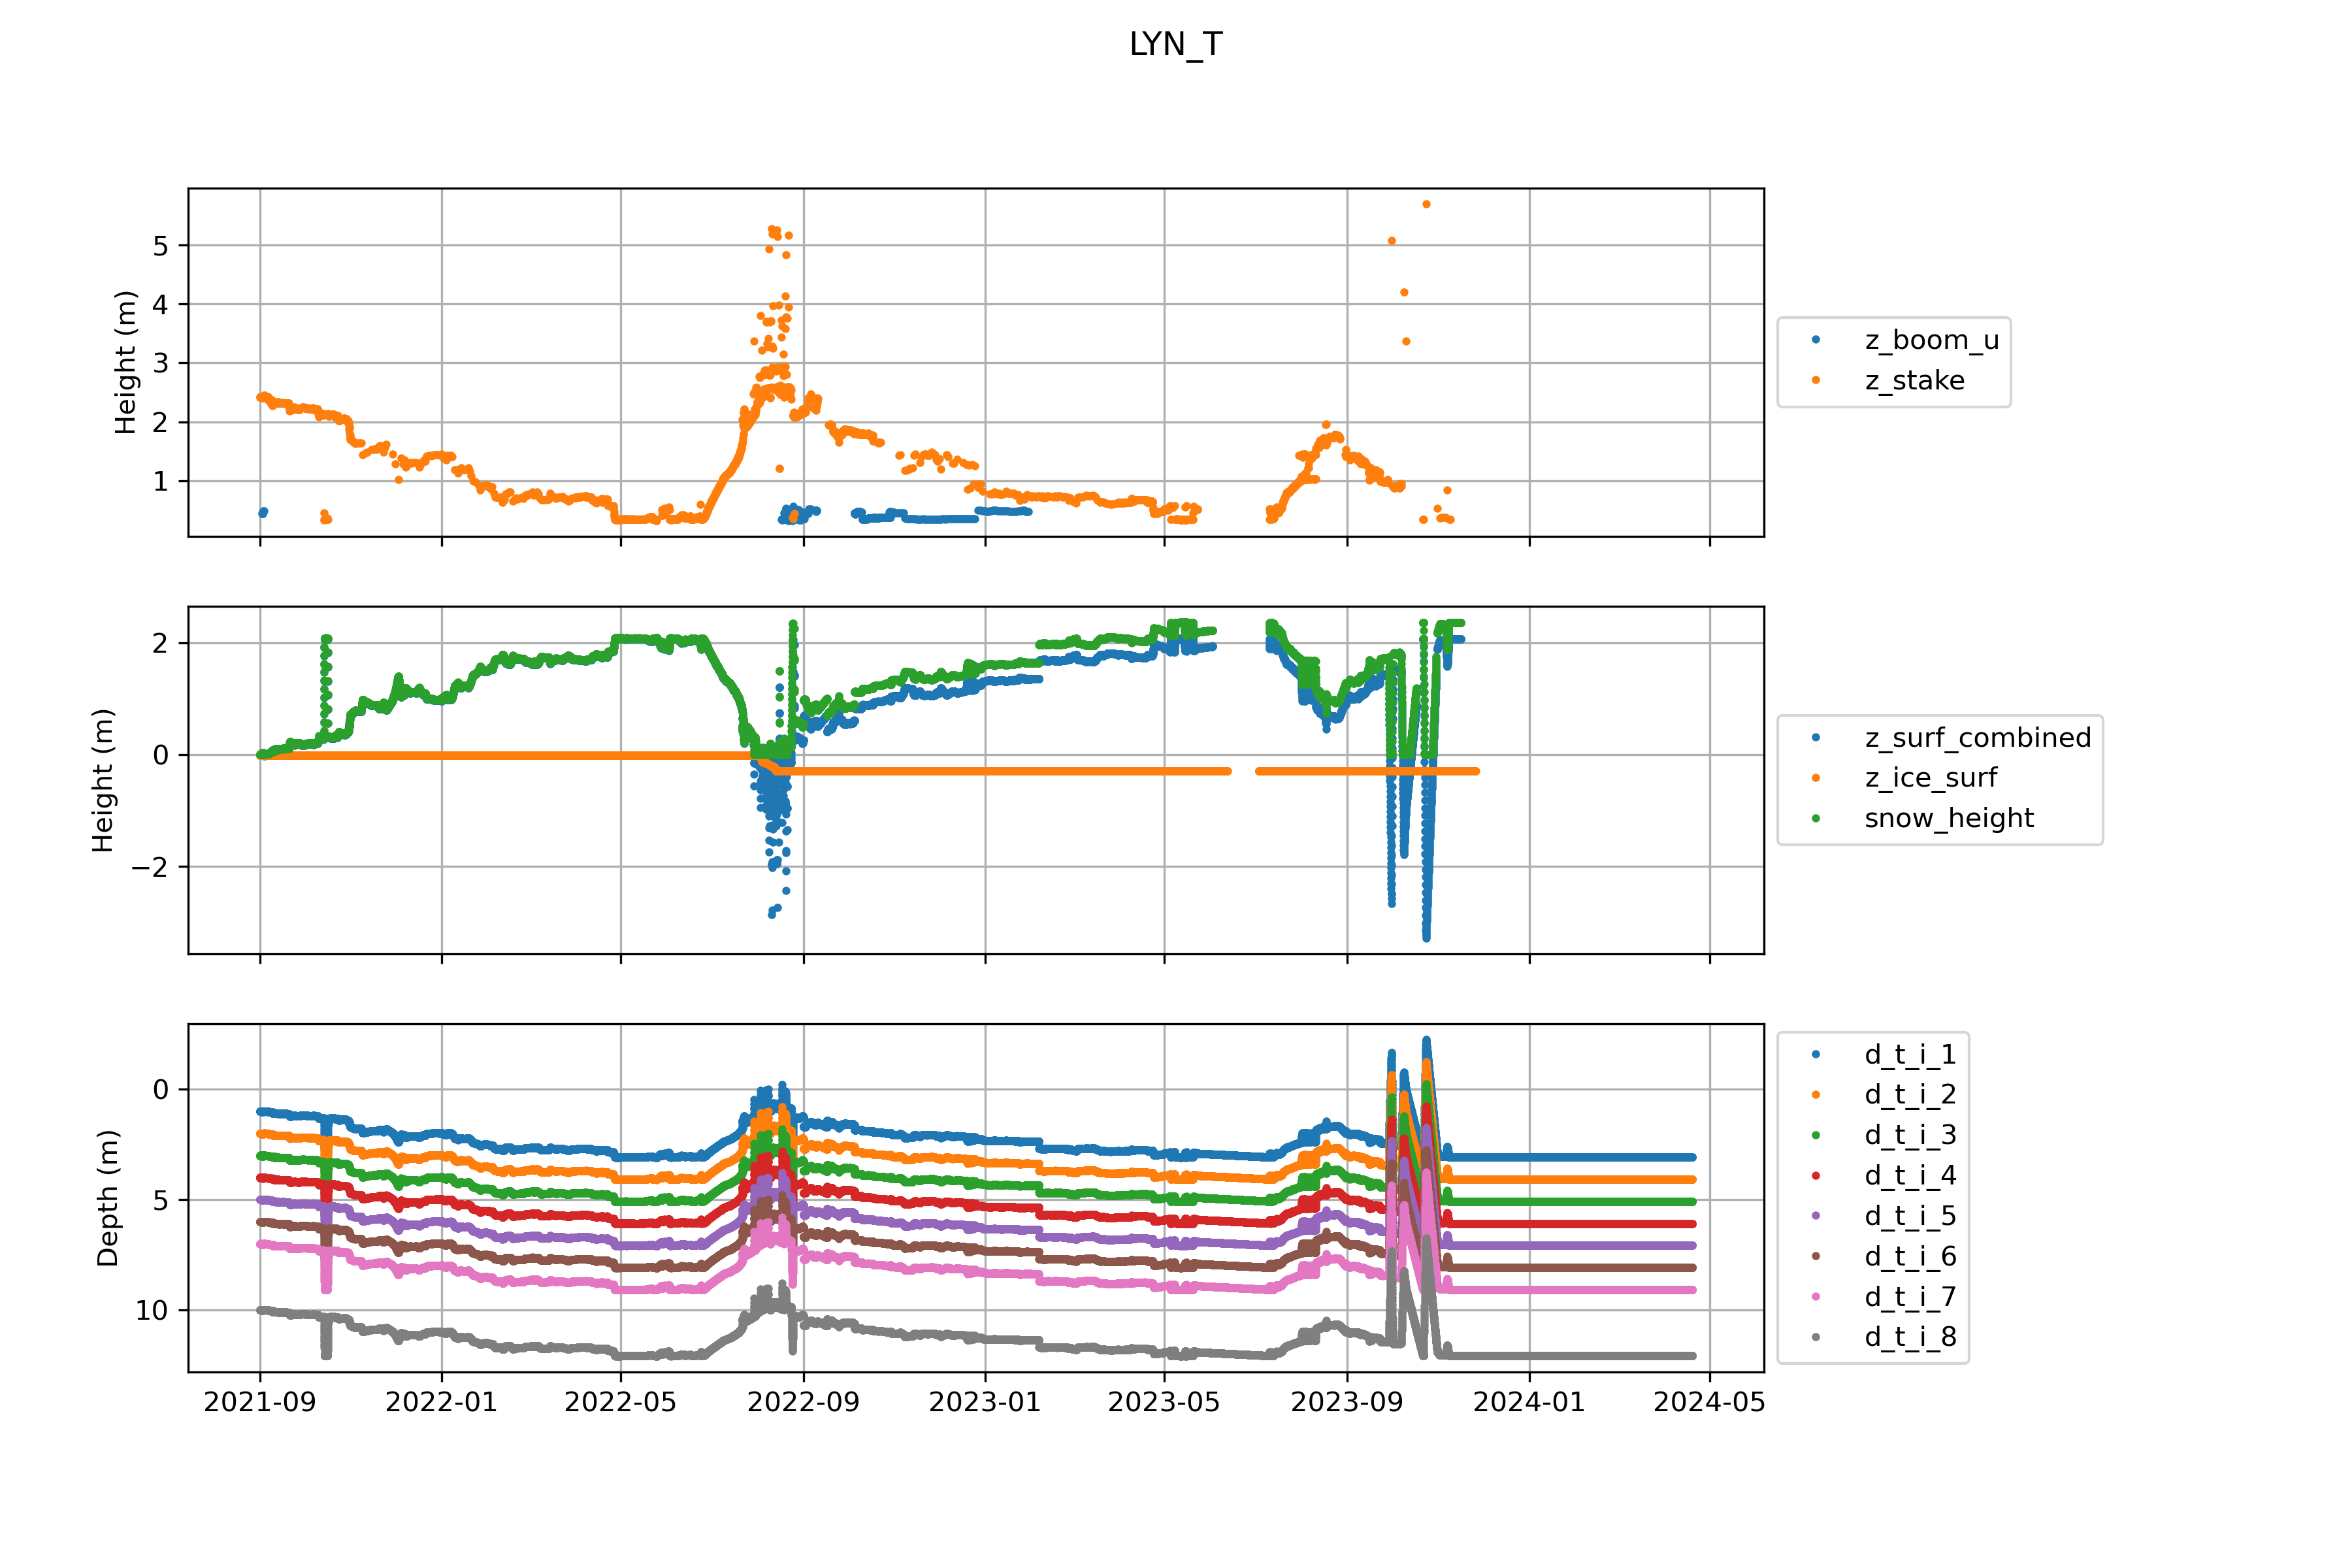 LYN_T
Height (m)
5
4
3
2
1
z_boom_u
z_stake
Height (m)
2
0
−2
z_surf_combined
z_ice_surf
snow_height
Depth (m)
0
5
10
d_t_i_1
d_t_i_2
d_t_i_3
d_t_i_4
d_t_i_5
d_t_i_6
d_t_i_7
d_t_i_8
2021-09 2022-01 2022-05 2022-09 2023-01 2023-05 2023-09 2024-01 2024-05